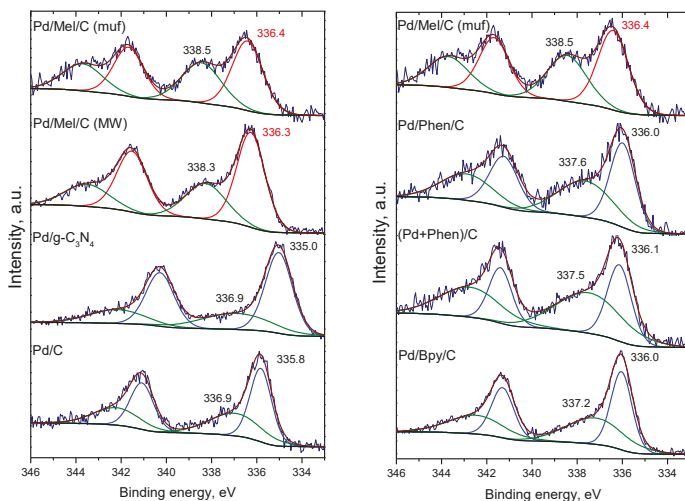 Pd/Mel/C (muf)
336.4
338.5
Pd/Mel/C (MW)
336.3
338.3
Pd/g-C₃N₄
335.0
336.9
Pd/C
335.8
336.9
346 344 342 340 338 336 334
Binding energy, eV
Intensity, a.u.
Pd/Mel/C (muf)
336.4
338.5
Pd/Phen/C
336.0
337.6
(Pd+Phen)/C
336.1
337.5
Pd/Bpy/C
336.0
337.2
346 344 342 340 338 336 334
Binding energy, eV
Intensity, a.u.